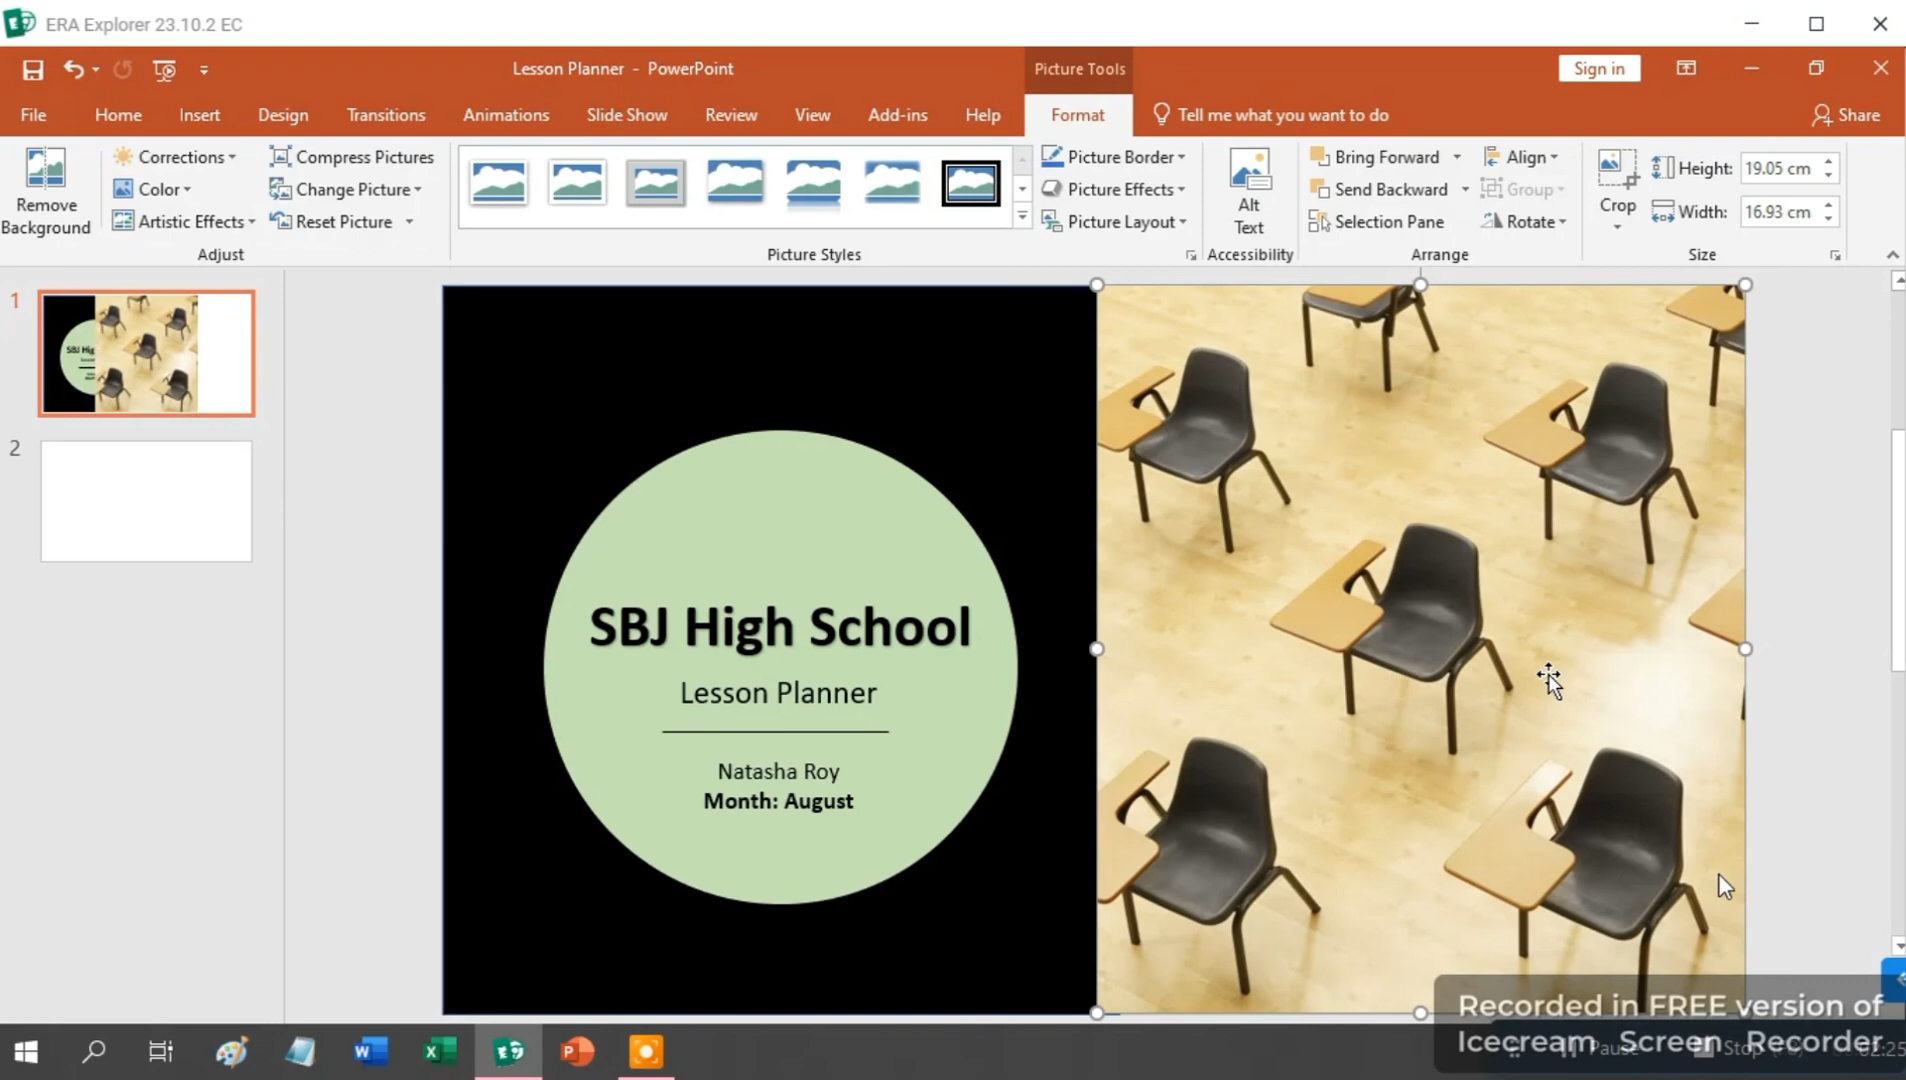 ERA Explorer 23.10.2 EC
Lesson Planner - PowerPoint
Picture Tools
Sign in
File Home Insert Design Transitions Animations Slide Show Review View Add-ins Help Format Tell me what you want to do Share
Remove Background
Corrections
Color
Artistic Effects
Compress Pictures
Change Picture
Reset Picture
Adjust
Picture Styles
Picture Border
Picture Effects
Picture Layout
Alt Text
Accessibility
Bring Forward
Send Backward
Selection Pane
Align
Group
Rotate
Arrange
Crop
Height: 19.05 cm
Width: 16.93 cm
Size
1
2
SBJ High School
Lesson Planner
Natasha Roy
Month: August
Recorded in FREE version of
Icecream Screen Recorder
Pause
Stop
02:25